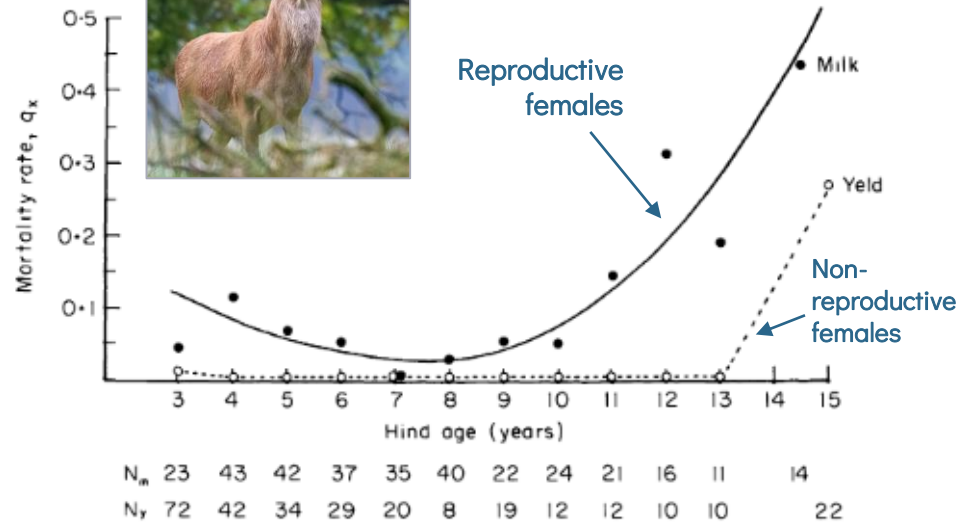 Mortality rate, qx
0·5
0·4
0·3
0·2
0·1
Reproductive
females
Milk
Yeld
Non-
reproductive
females
3 4 5 6 7 8 9 10 11 12 13 14 15
Hind age (years)
Nm 23 43 42 37 35 40 22 24 21 16 11 14
Ny 72 42 34 29 20 8 19 12 12 10 10 22